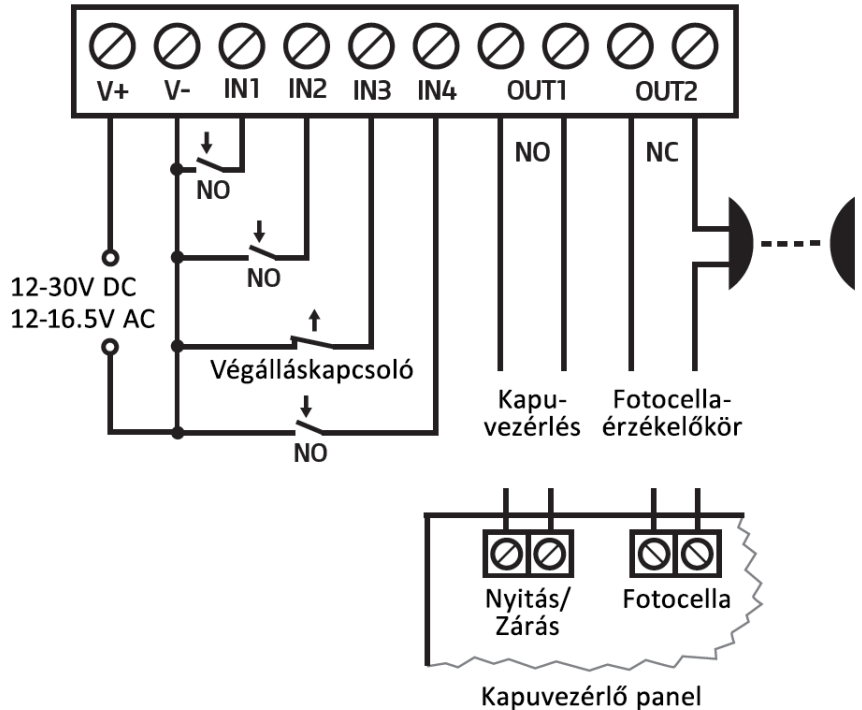 V+ V- IN1 IN2 IN3 IN4 OUT1 OUT2
NO NC
NO
NO
12-30V DC
12-16.5V AC
Végálláskapcsoló
NO
Kapu-
vezérlés
Fotocella-
érzékelőkör
Nyitás/
Zárás
Fotocella
Kapuvezérlő panel